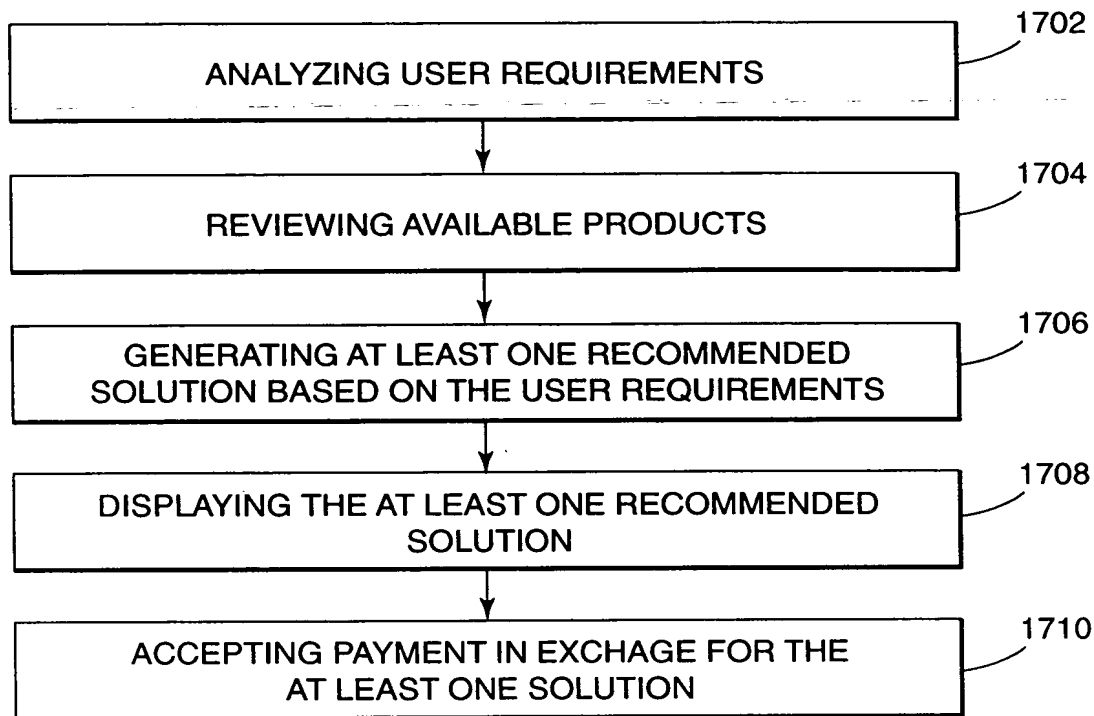 1702
ANALYZING USER REQUIREMENTS
1704
REVIEWING AVAILABLE PRODUCTS
1706
GENERATING AT LEAST ONE RECOMMENDED
SOLUTION BASED ON THE USER REQUIREMENTS
1708
DISPLAYING THE AT LEAST ONE RECOMMENDED
SOLUTION
1710
ACCEPTING PAYMENT IN EXCHAGE FOR THE
AT LEAST ONE SOLUTION